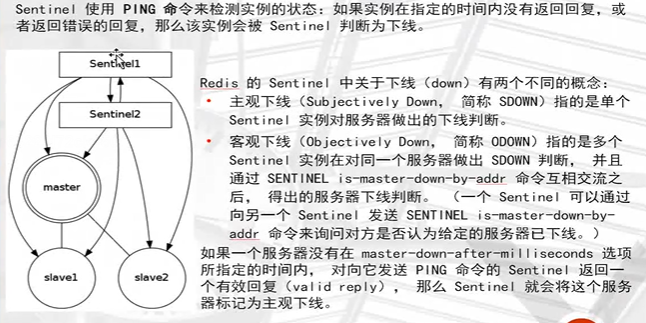 Sentinel 使用 PING 命令来检测实例的状态：如果实例在指定的时间内没有返回回复，或
者返回错误的回复，那么该实例会被 Sentinel 判断为下线。
Sentinel1
Sentinel2
master
slave1
slave2
Redis 的 Sentinel 中关于下线（down）有两个不同的概念：
• 主观下线（Subjectively Down， 简称 SDOWN）指的是单个
Sentinel 实例对服务器做出的下线判断。
• 客观下线（Objectively Down， 简称 ODOWN）指的是多个
Sentinel 实例在对同一个服务器做出 SDOWN 判断， 并且
通过 SENTINEL is-master-down-by-addr 命令互相交流之
后， 得出的服务器下线判断。 （一个 Sentinel 可以通过
向另一个 Sentinel 发送 SENTINEL is-master-down-by-
addr 命令来询问对方是否认为给定的服务器已下线。）
如果一个服务器没有在 master-down-after-milliseconds 选项
所指定的时间内， 对向它发送 PING 命令的 Sentinel 返回一
个有效回复（valid reply）， 那么 Sentinel 就会将这个服务
器标记为主观下线。